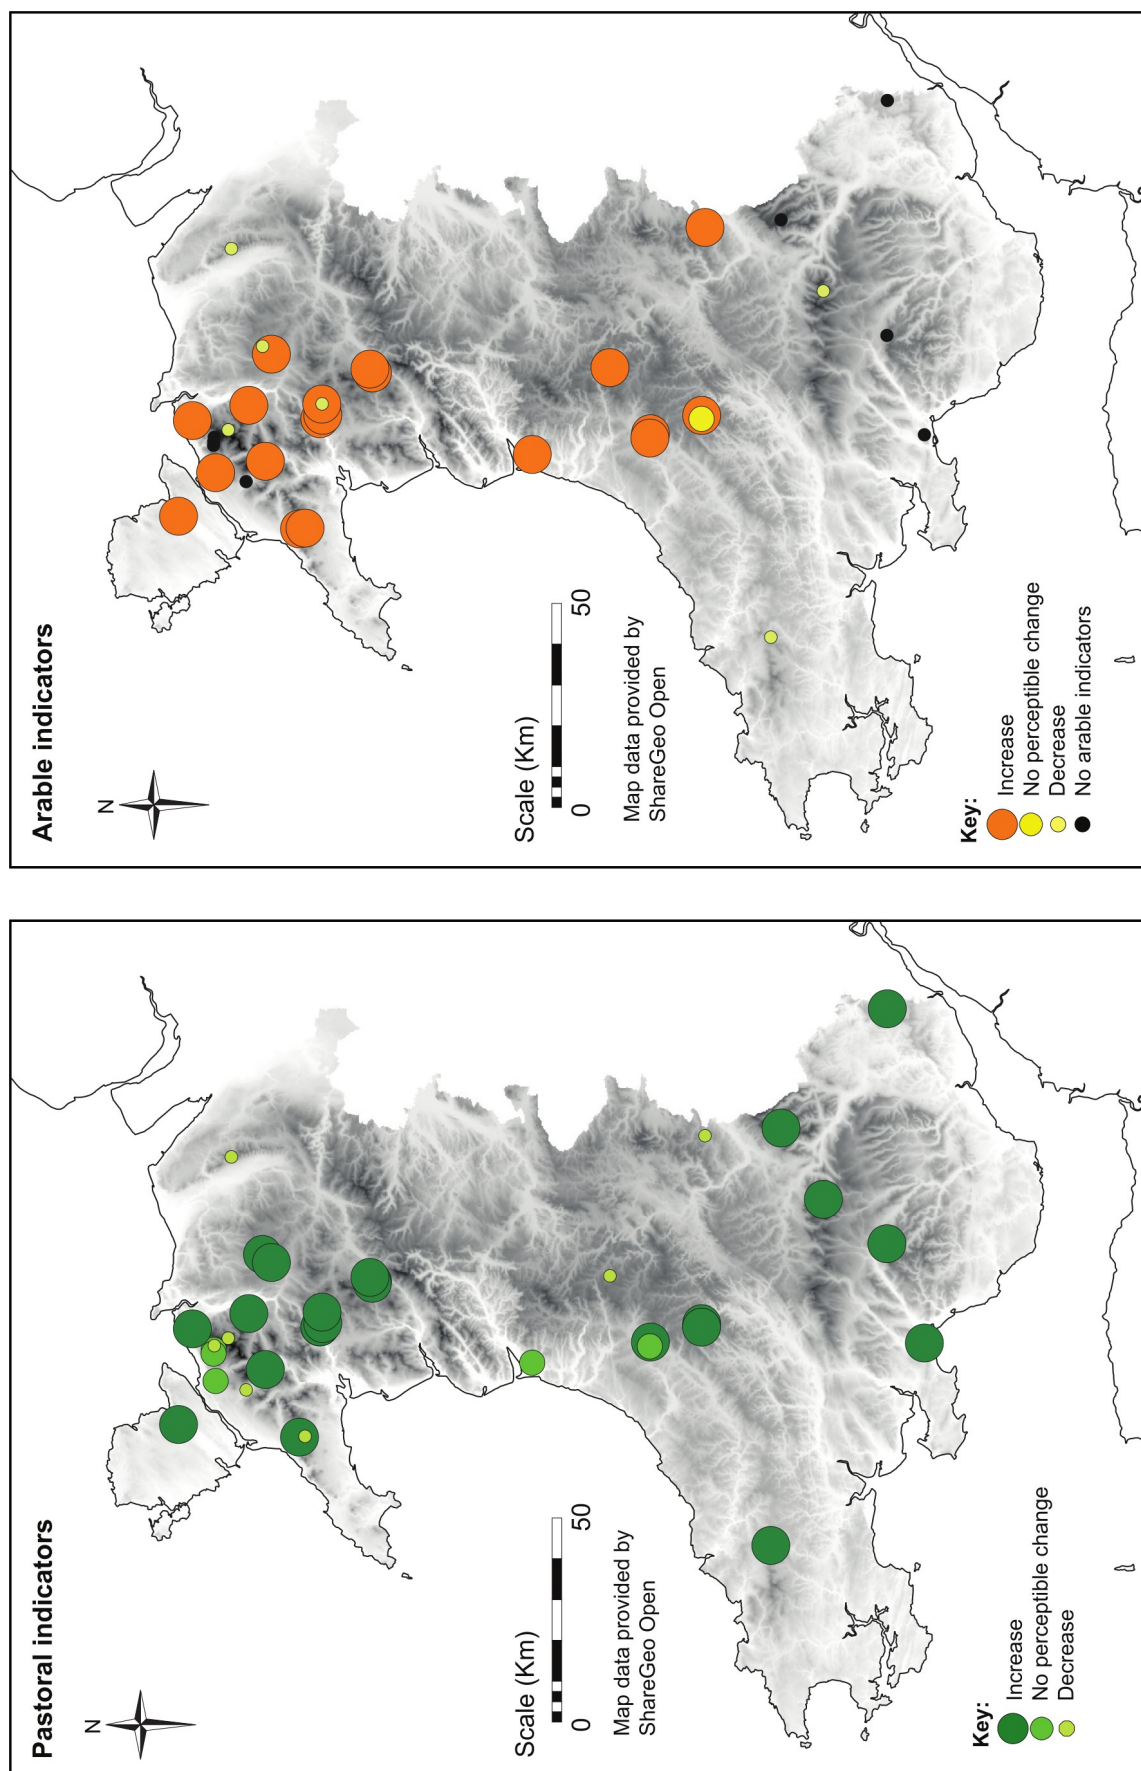 Pastoral indicators
N
Scale (Km)
0
50
Map data provided by
ShareGeo Open
Key:
Increase
No perceptible change
Decrease
Arable indicators
N
Scale (Km)
0
50
Map data provided by
ShareGeo Open
Key:
Increase
No perceptible change
Decrease
No arable indicators